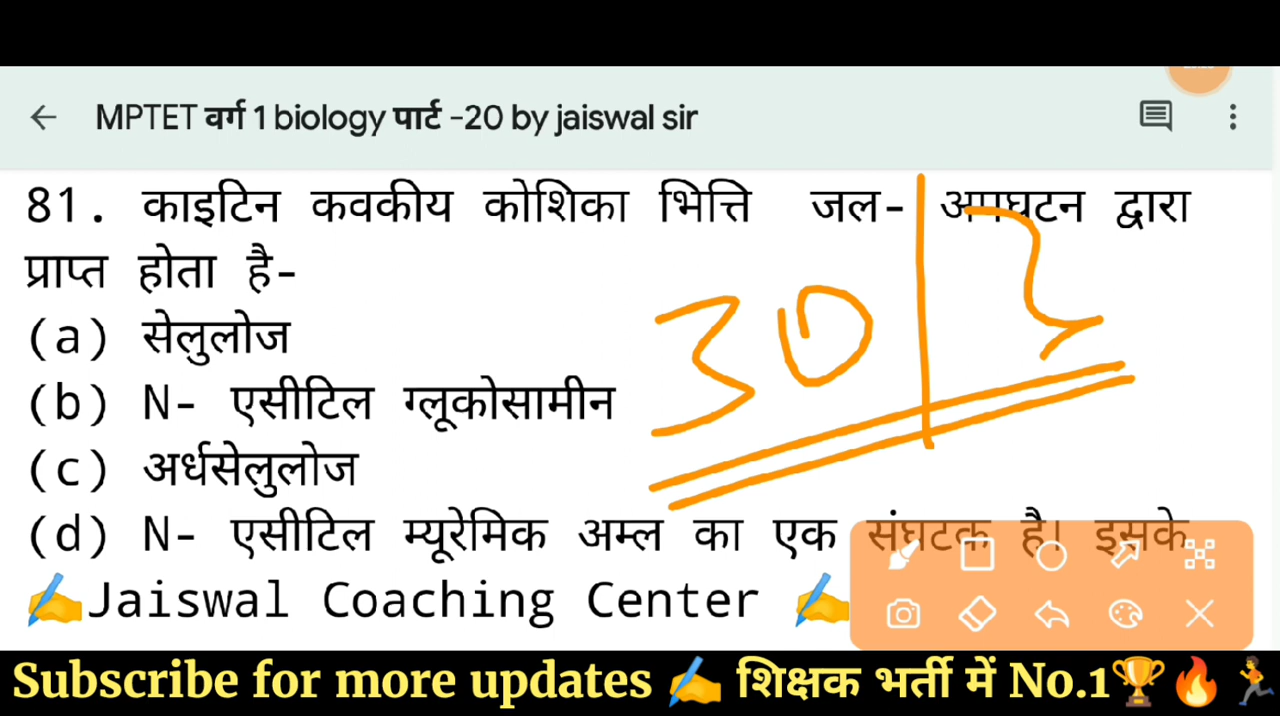 MPTET वर्ग 1 biology पार्ट -20 by jaiswal sir
81. काइटिन कवकीय कोशिका भित्ति जल- अपघटन द्वारा
प्राप्त होता है-
(a) सेलुलोज
(b) N- एसीटिल ग्लूकोसामीन
(c) अर्धसेलुलोज
(d) N- एसीटिल म्यूरेमिक अम्ल का एक संघटक है। इसके
✍️Jaiswal Coaching Center ✍️
Subscribe for more updates ✍️ शिक्षक भर्ती में No.1🏆🔥🏃